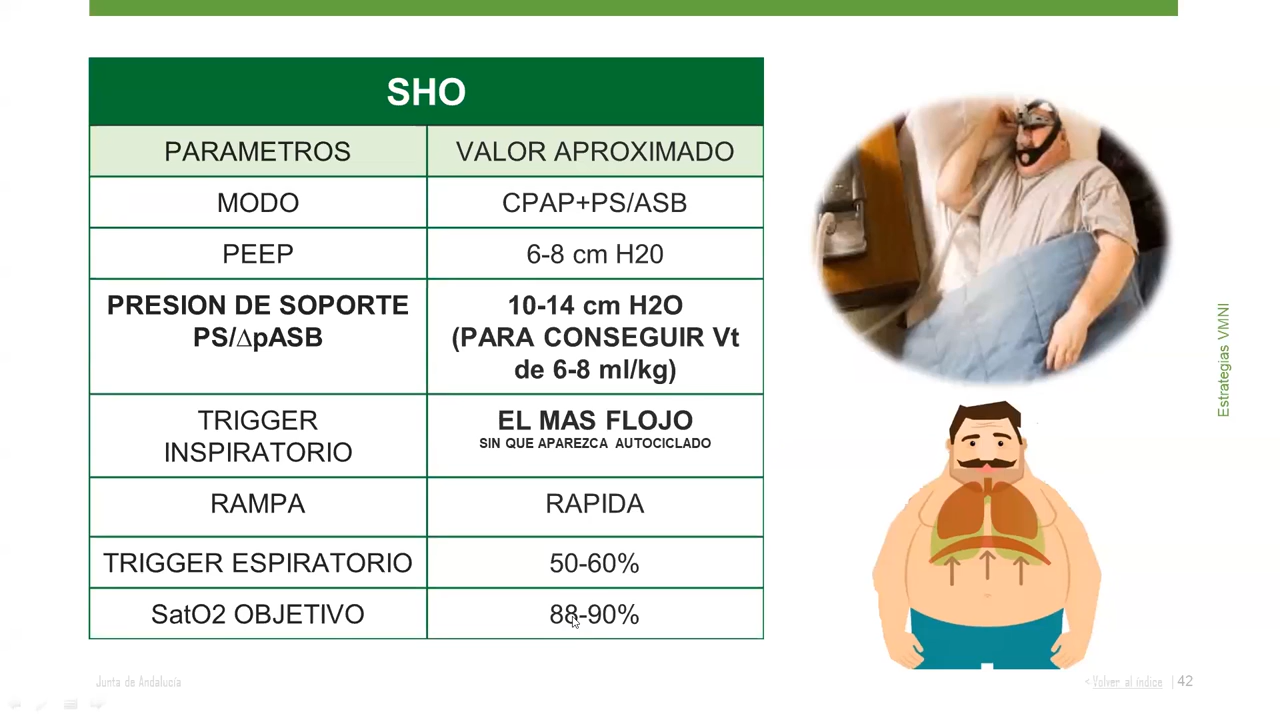 SHO
PARAMETROS
VALOR APROXIMADO
MODO
CPAP+PS/ASB
PEEP
6-8 cm H20
PRESION DE SOPORTE
PS/∆pASB
10-14 cm H2O
(PARA CONSEGUIR Vt
de 6-8 ml/kg)
TRIGGER
INSPIRATORIO
EL MAS FLOJO
SIN QUE APAREZCA AUTOCICLADO
RAMPA
RAPIDA
TRIGGER ESPIRATORIO
50-60%
SatO2 OBJETIVO
88-90%
Estrategias VMNI
Junta de Andalucía
< Volver al índice | 42